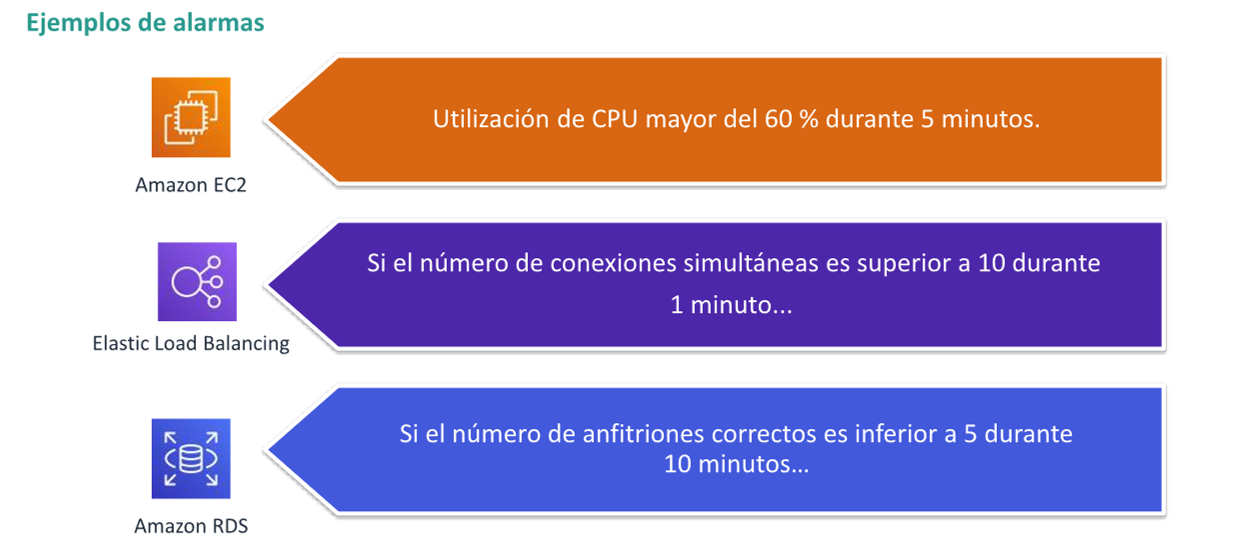 Ejemplos de alarmas
Utilización de CPU mayor del 60 % durante 5 minutos.
Amazon EC2
Si el número de conexiones simultáneas es superior a 10 durante
1 minuto...
Elastic Load Balancing
Si el número de anfitriones correctos es inferior a 5 durante
10 minutos...
Amazon RDS